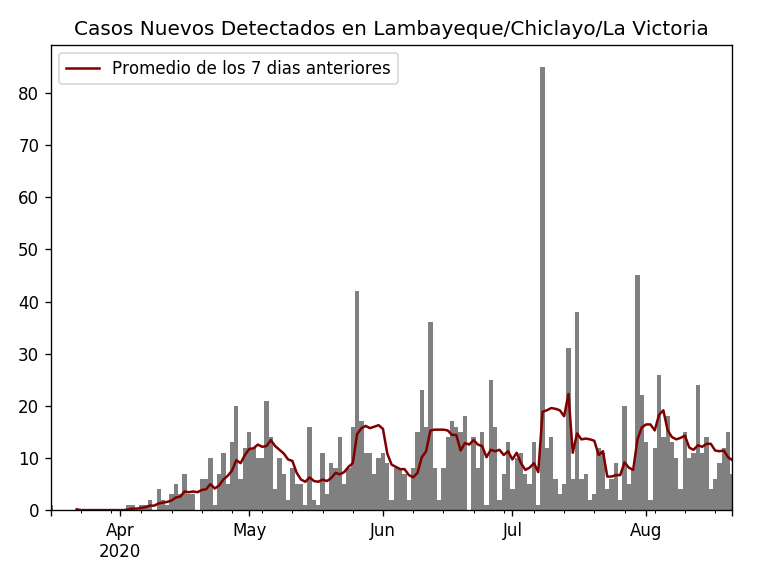 Casos Nuevos Detectados en Lambayeque/Chiclayo/La Victoria
Promedio de los 7 dias anteriores
80
70
60
50
40
30
20
10
0
Apr
2020
May
Jun
Jul
Aug